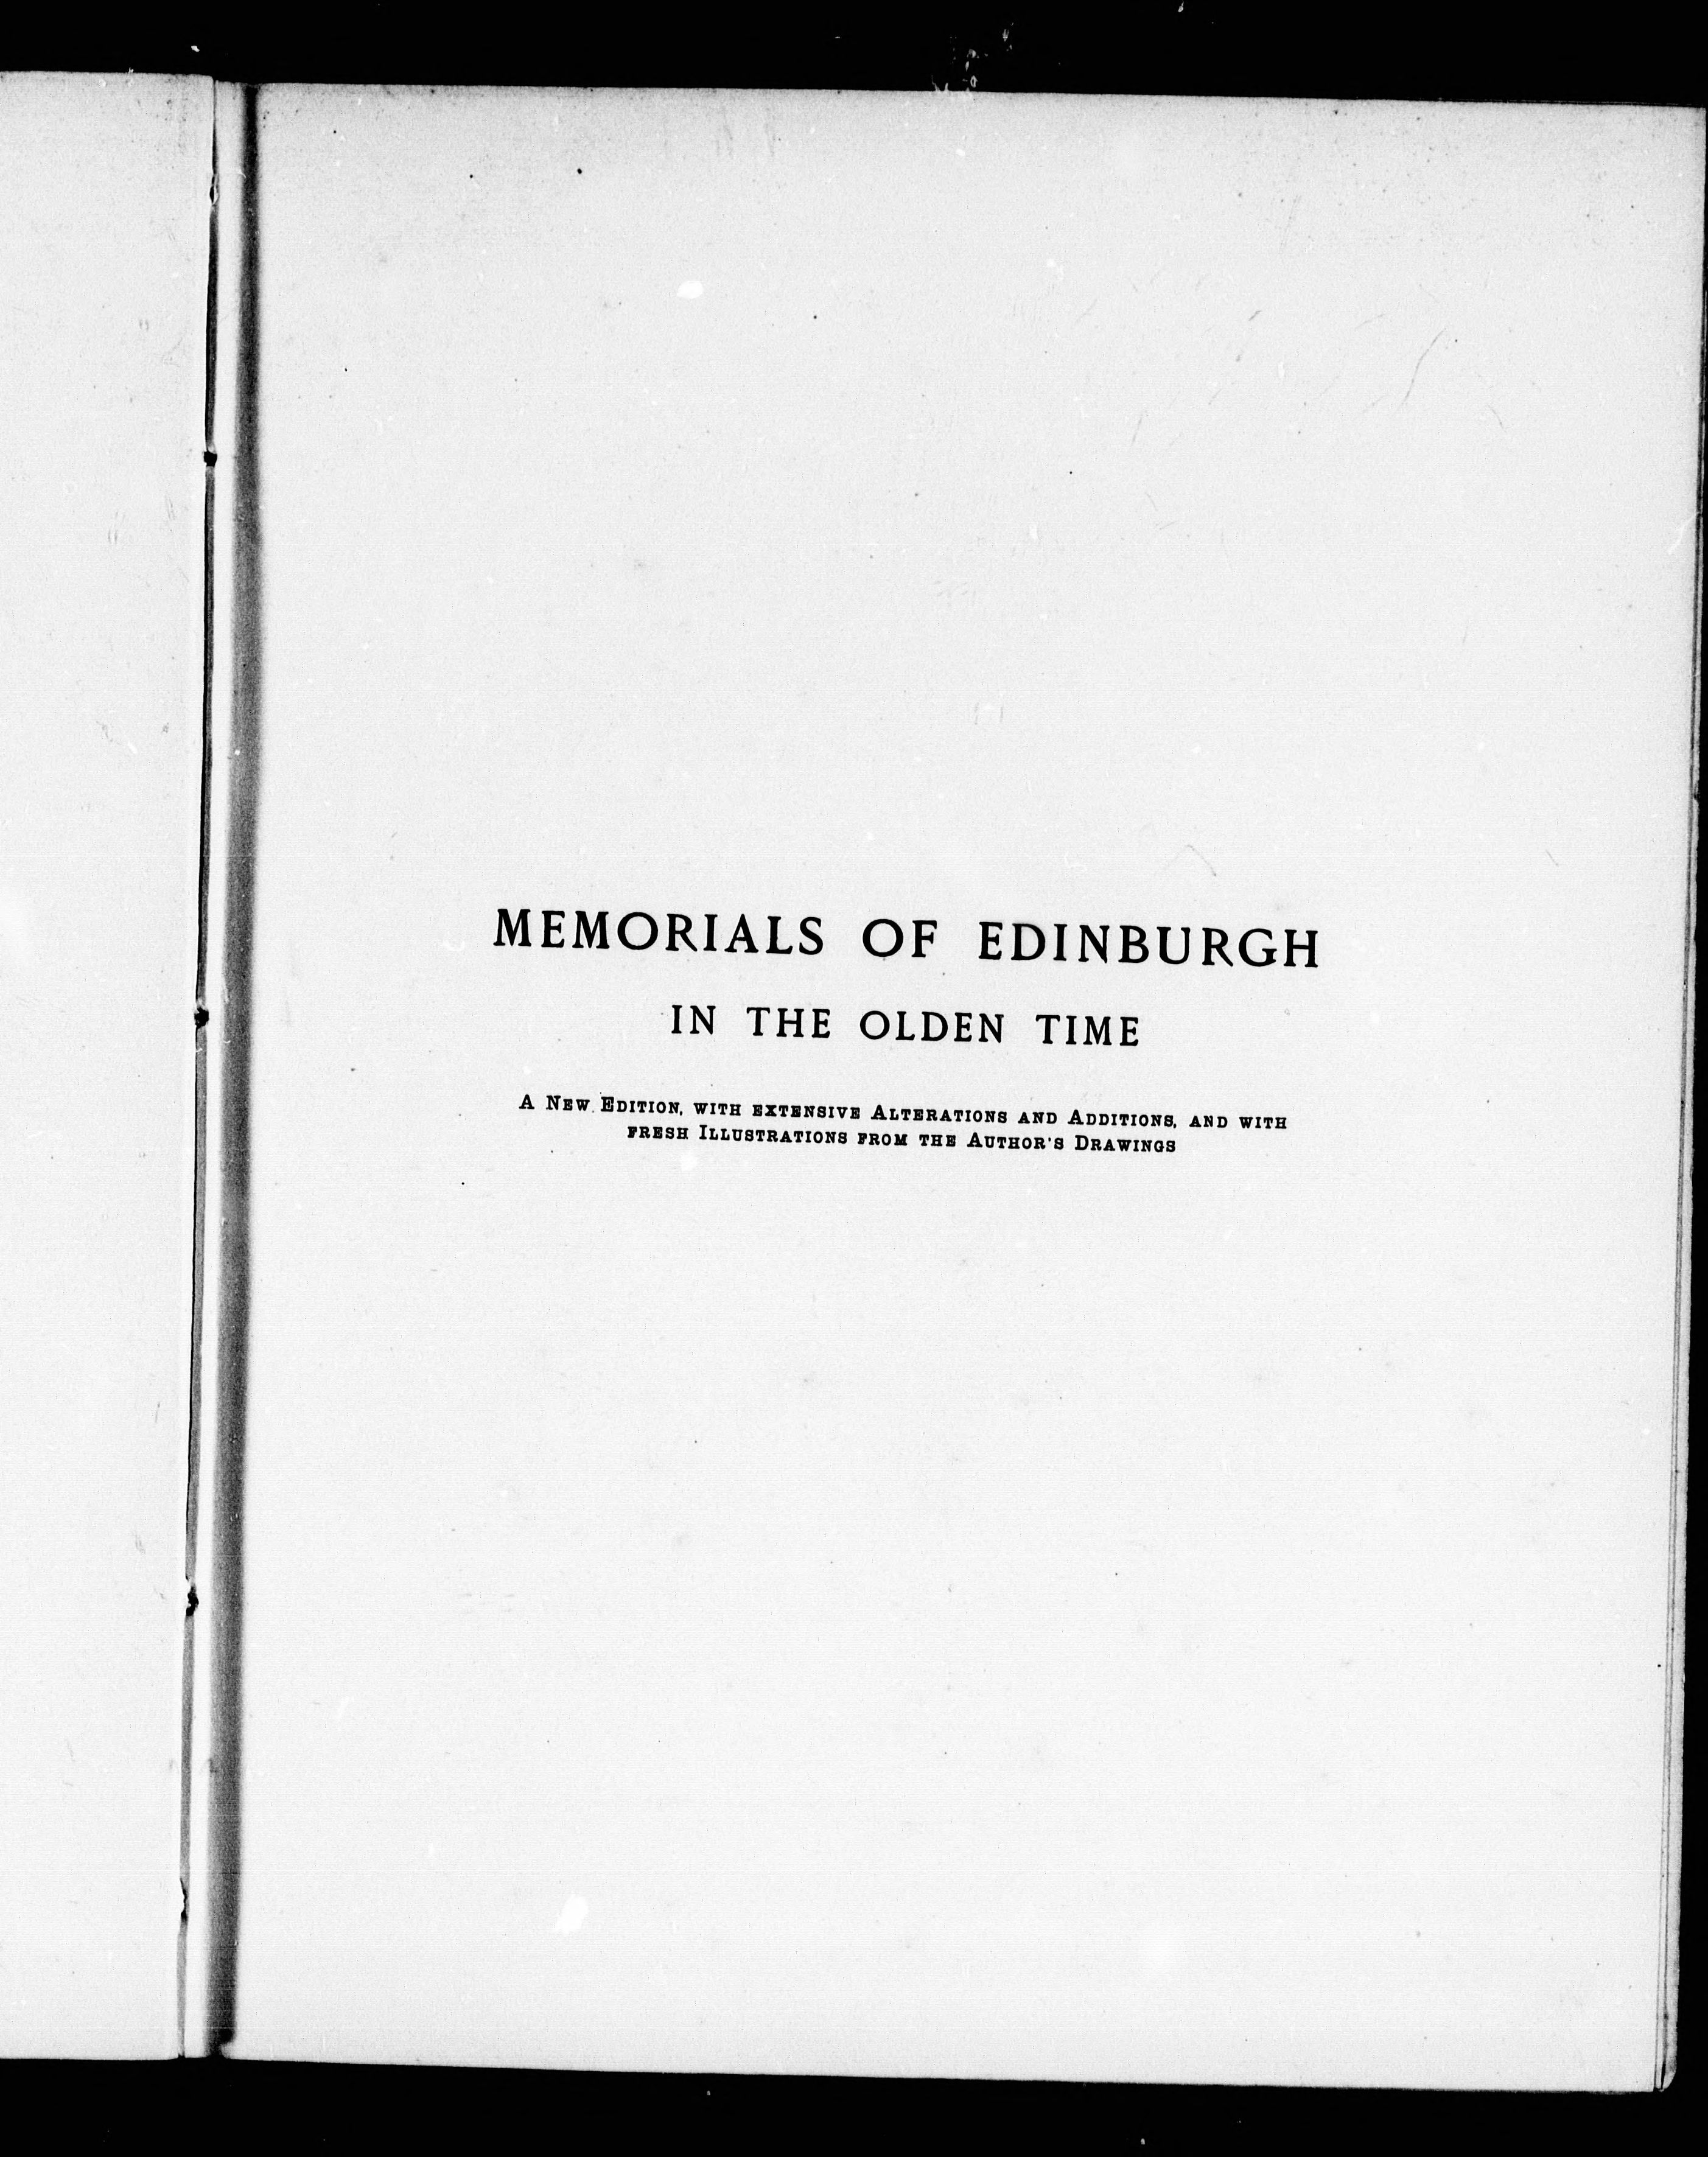 MEMORIALS OF EDINBURGH
IN THE OLDEN TIME
A NEW EDITION, WITH EXTENSIVE ALTERATIONS AND ADDITIONS, AND WITH
FRESH ILLUSTRATIONS FROM THE AUTHOR'S DRAWINGS